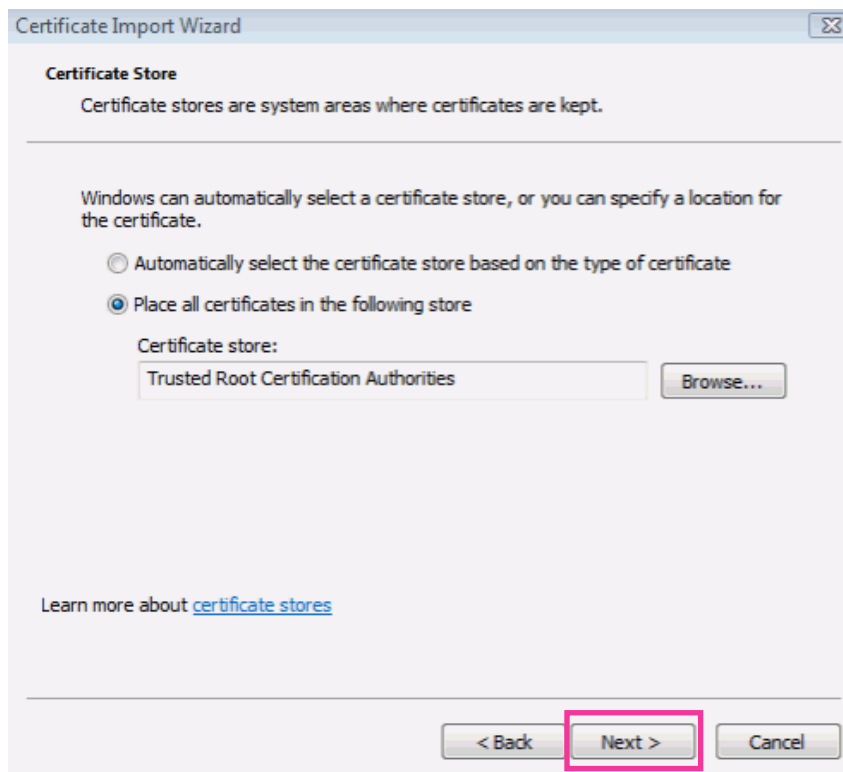 Certificate Import Wizard
Certificate Store
Certificate stores are system areas where certificates are kept.
Windows can automatically select a certificate store, or you can specify a location for
the certificate.
Automatically select the certificate store based on the type of certificate
Place all certificates in the following store
Certificate store:
Trusted Root Certification Authorities
Browse...
Learn more about certificate stores
< Back Next > Cancel